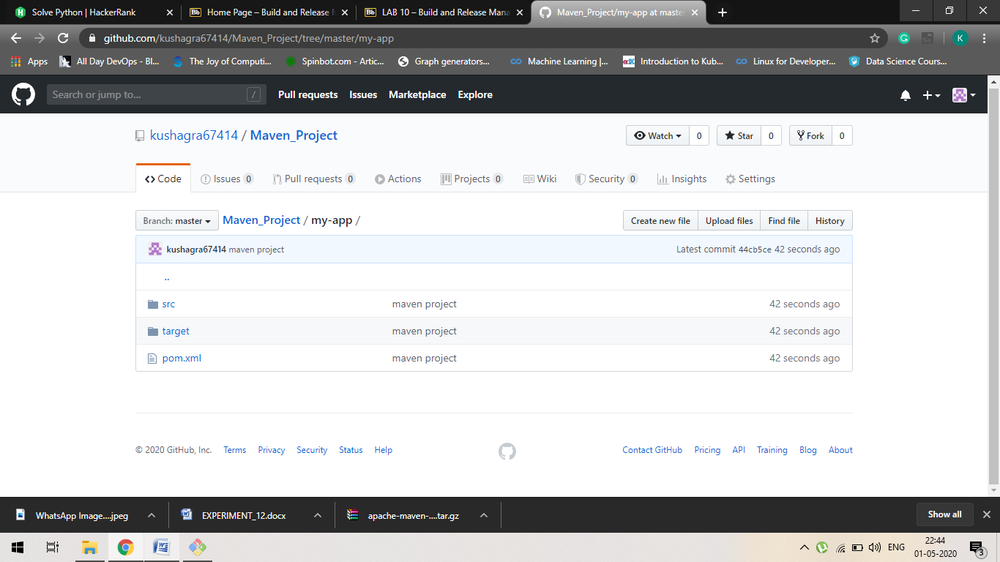 Solve Python | HackerRank
Bb Home Page – Build and Release M
Bb LAB 10 – Build and Release Mana
Maven_Project/my-app at master
github.com/kushagra67414/Maven_Project/tree/master/my-app
K
Apps
All Day DevOps - Bl...
The Joy of Computi...
Spinbot.com - Artic...
Graph generators...
Machine Learning |...
edX Introduction to Kub...
Linux for Developer...
Data Science Cours...
Search or jump to... /
Pull requests Issues Marketplace Explore
kushagra67414 / Maven_Project
Watch 0 Star 0 Fork 0
Code Issues 0 Pull requests 0 Actions Projects 0 Wiki Security 0 Insights Settings
Branch: master Maven_Project / my-app /
Create new file Upload files Find file History
kushagra67414 maven project Latest commit 44cb5ce 42 seconds ago
..
src maven project 42 seconds ago
target maven project 42 seconds ago
pom.xml maven project 42 seconds ago
© 2020 GitHub, Inc. Terms Privacy Security Status Help
Contact GitHub Pricing API Training Blog About
WhatsApp Image....jpeg
EXPERIMENT_12.docx
apache-maven-....tar.gz
Show all
ENG
22:44
01-05-2020
3